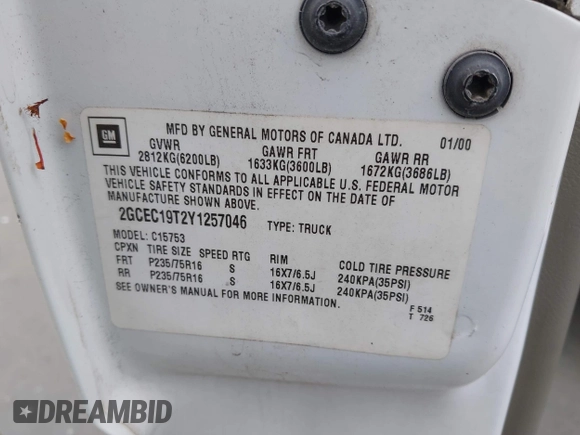 GM
MFD BY GENERAL MOTORS OF CANADA LTD. 01/00
GVWR GAWR FRT GAWR RR
2812KG(6200LB) 1633KG(3600LB) 1672KG(3686LB)
THIS VEHICLE CONFORMS TO ALL APPLICABLE U.S. FEDERAL MOTOR
VEHICLE SAFETY STANDARDS IN EFFECT ON THE DATE OF
MANUFACTURE SHOWN ABOVE.
2GCEC19T2Y1257046 TYPE: TRUCK
MODEL: C15753
CPXN TIRE SIZE SPEED RTG RIM COLD TIRE PRESSURE
FRT P235/75R16 S 16X7/6.5J 240KPA(35PSI)
RR P235/75R16 S 16X7/6.5J 240KPA(35PSI)
SEE OWNER'S MANUAL FOR MORE INFORMATION.
F 514
T 726
DREAMBID